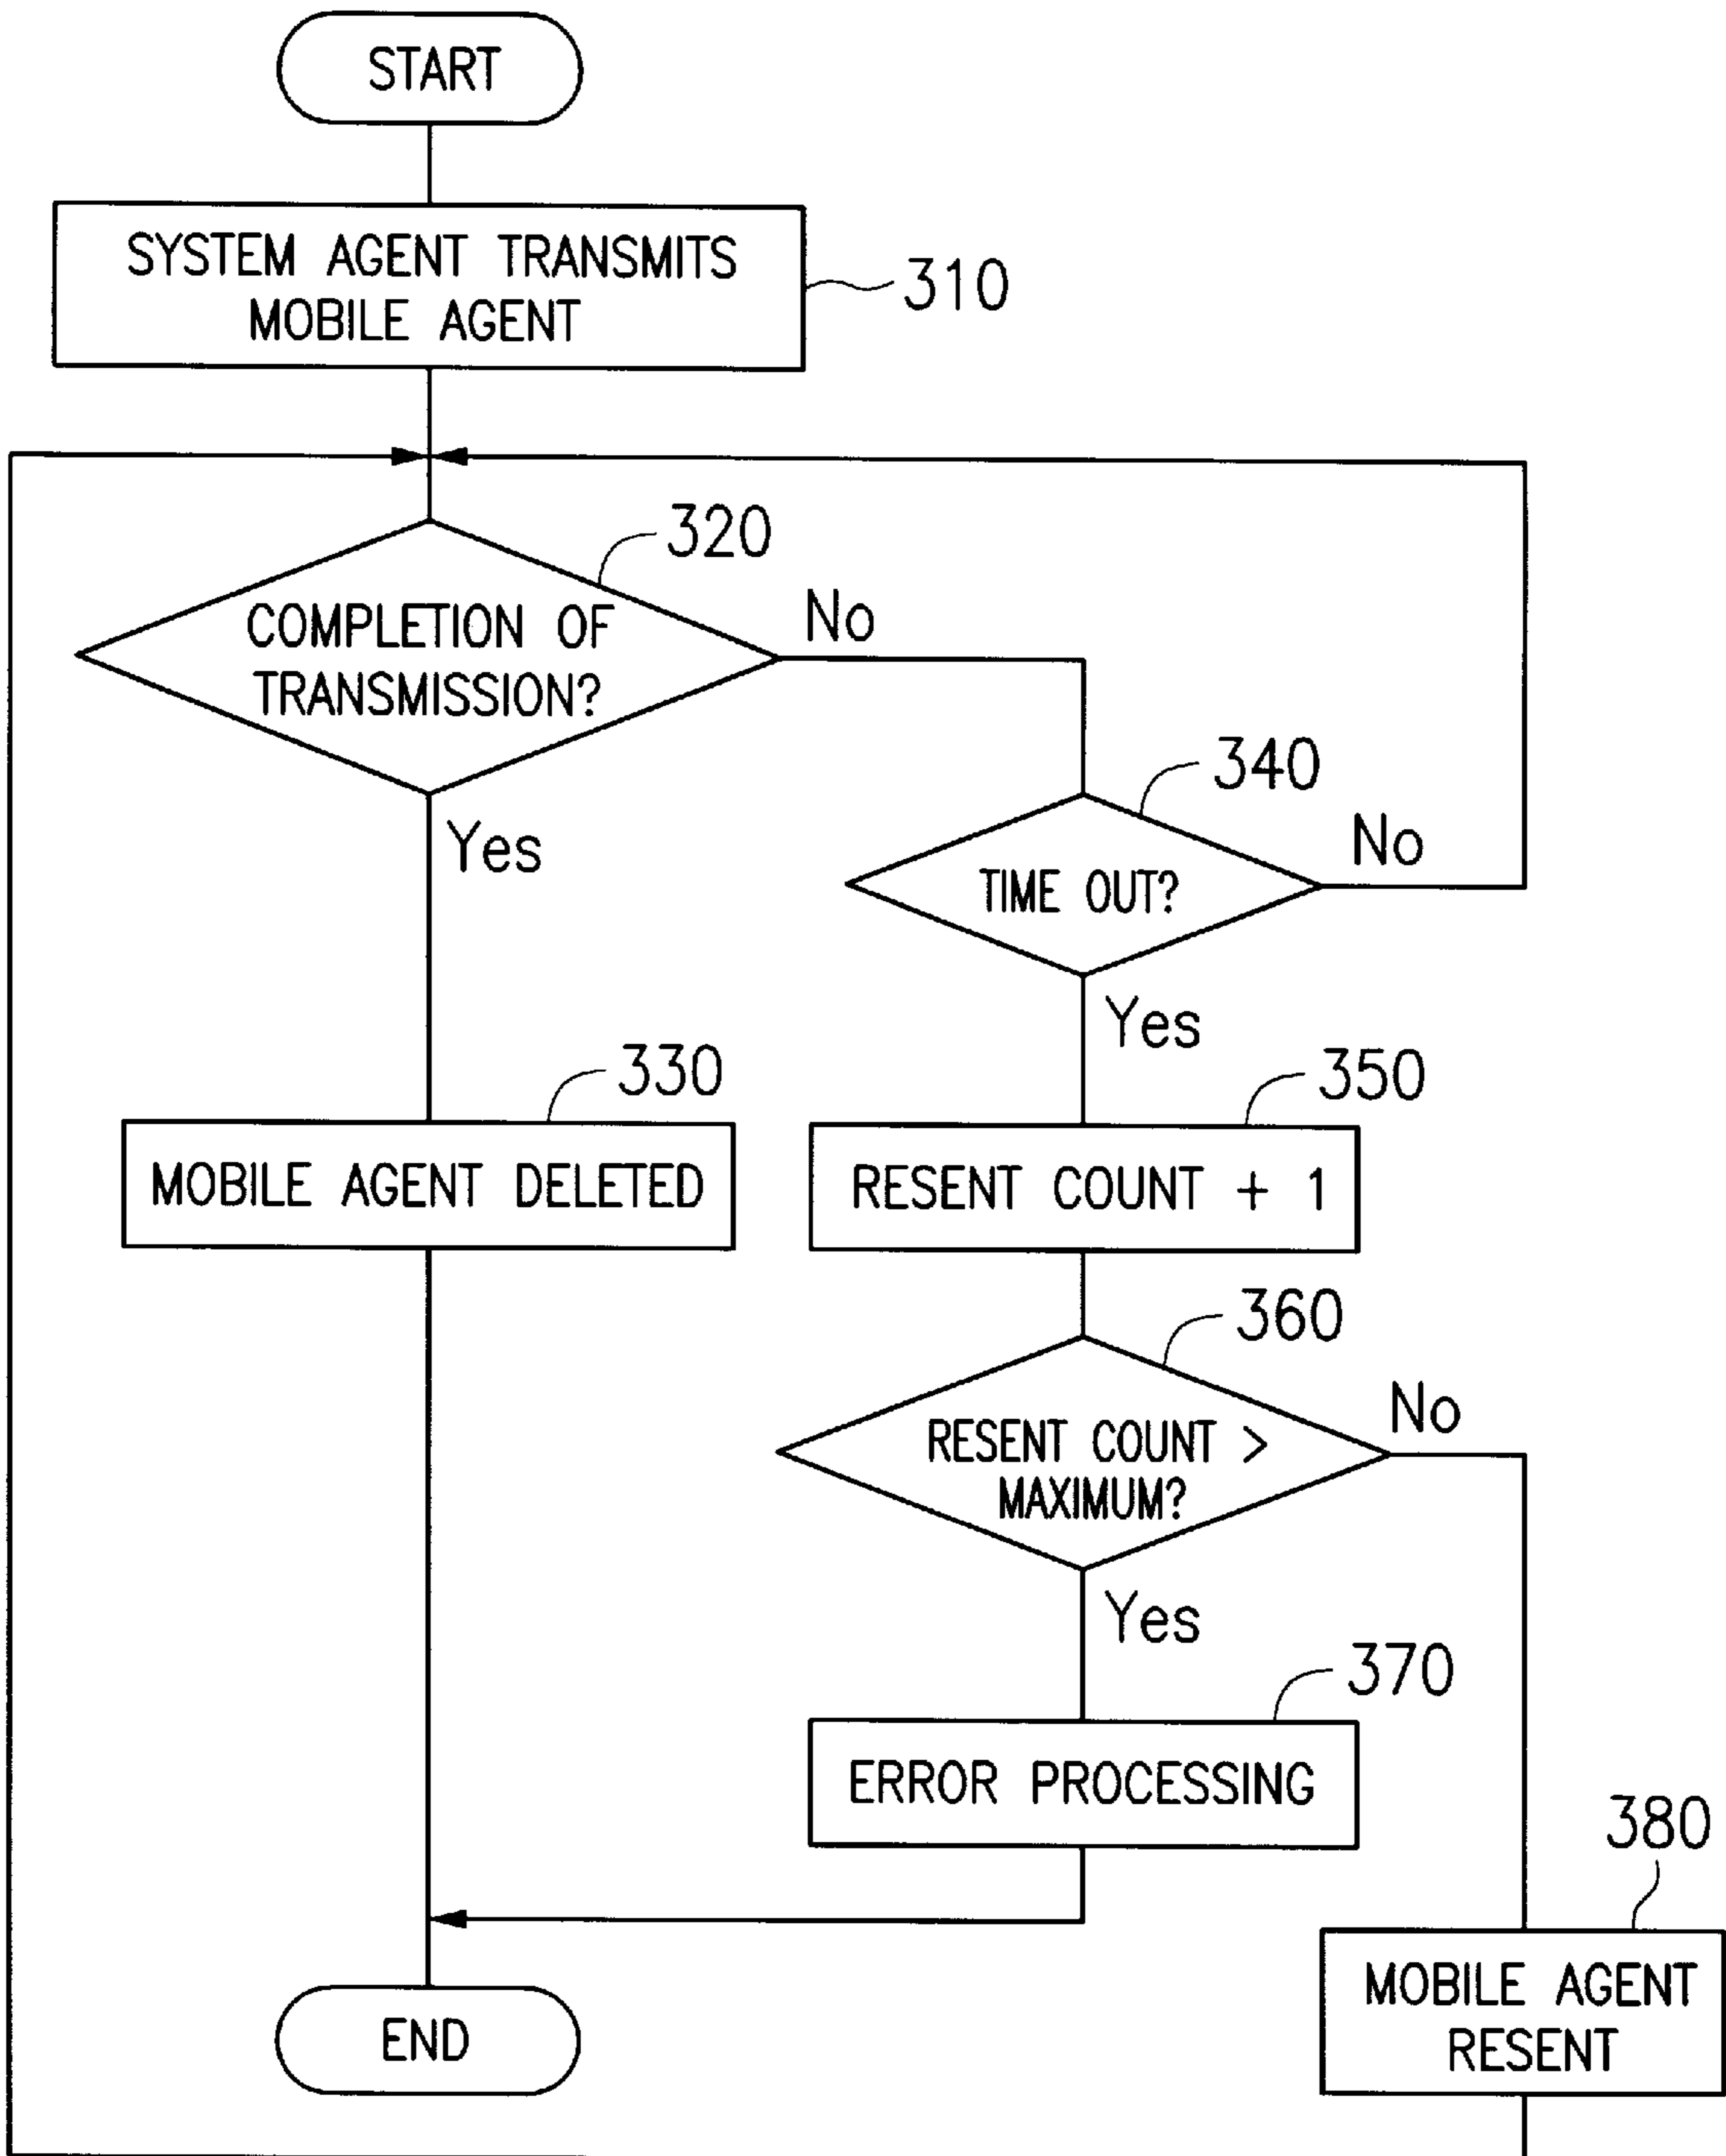 START
SYSTEM AGENT TRANSMITS
MOBILE AGENT
310
320
COMPLETION OF
TRANSMISSION?
No
Yes
340
TIME OUT?
No
Yes
330
MOBILE AGENT DELETED
350
RESENT COUNT + 1
360
RESENT COUNT >
MAXIMUM?
No
Yes
370
ERROR PROCESSING
380
MOBILE AGENT
RESENT
END